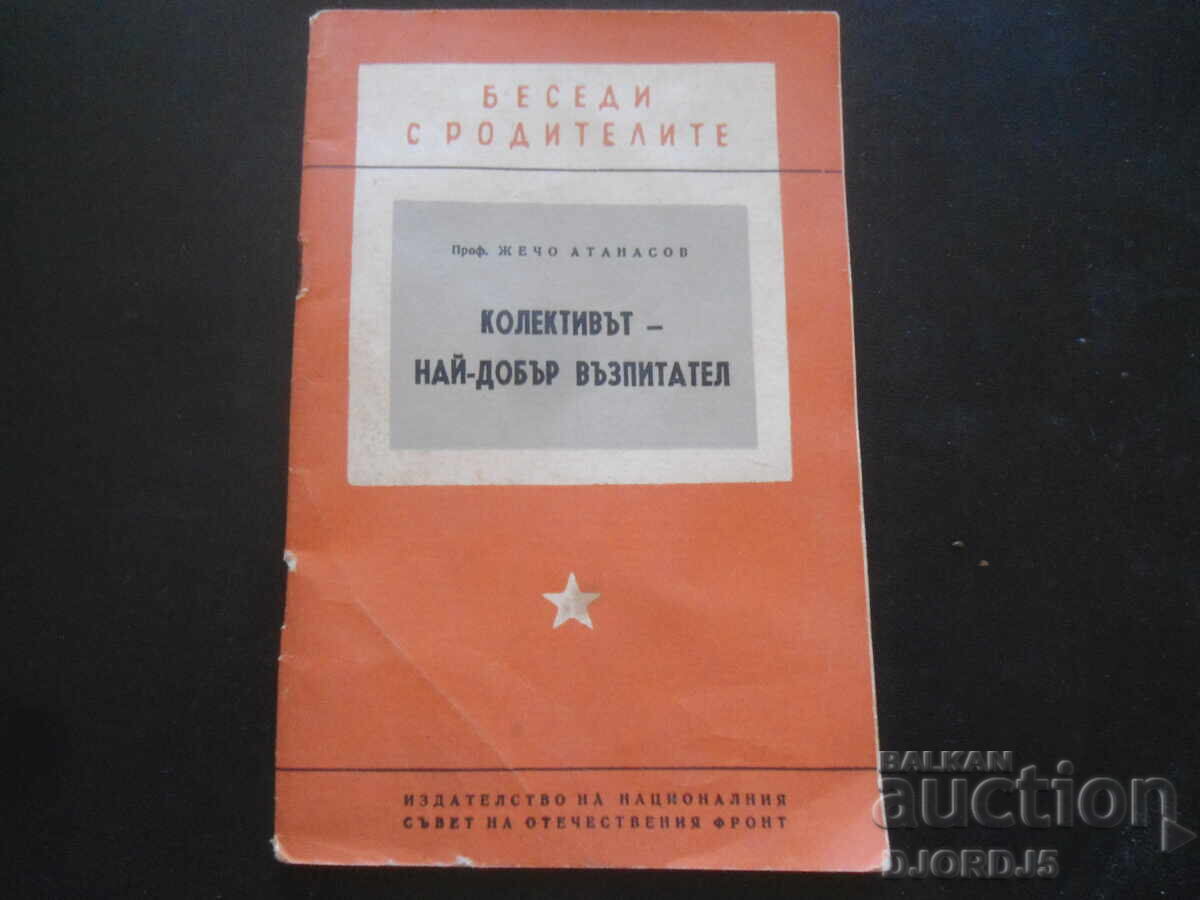 БЕСЕДИ
С РОДИТЕЛИТЕ
Проф. ЖЕЧО АТАНАСОВ
КОЛЕКТИВЪТ –
НАЙ-ДОБЪР ВЪЗПИТАТЕЛ
ИЗДАТЕЛСТВО НА НАЦИОНАЛНИЯ
СЪВЕТ НА ОТЕЧЕСТВЕНИЯ ФРОНТ
BALKAN
auction
DJORDJ5